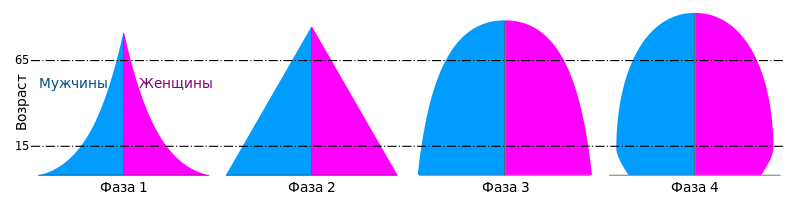 65
Мужчины
Женщины
Возраст
15
Фаза 1
Фаза 2
Фаза 3
Фаза 4